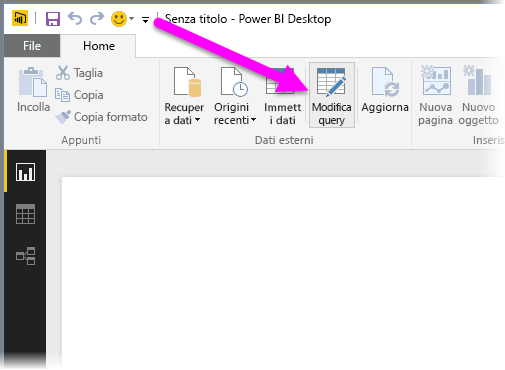 Senza titolo - Power BI Desktop
File
Home
Incolla
Taglia
Copia
Copia formato
Appunti
Recuper
a dati
Origini
recenti
Immett
i dati
Modifica
query
Dati esterni
Aggiorna
Nuova
pagina
Nuovo
oggetto
Inseris